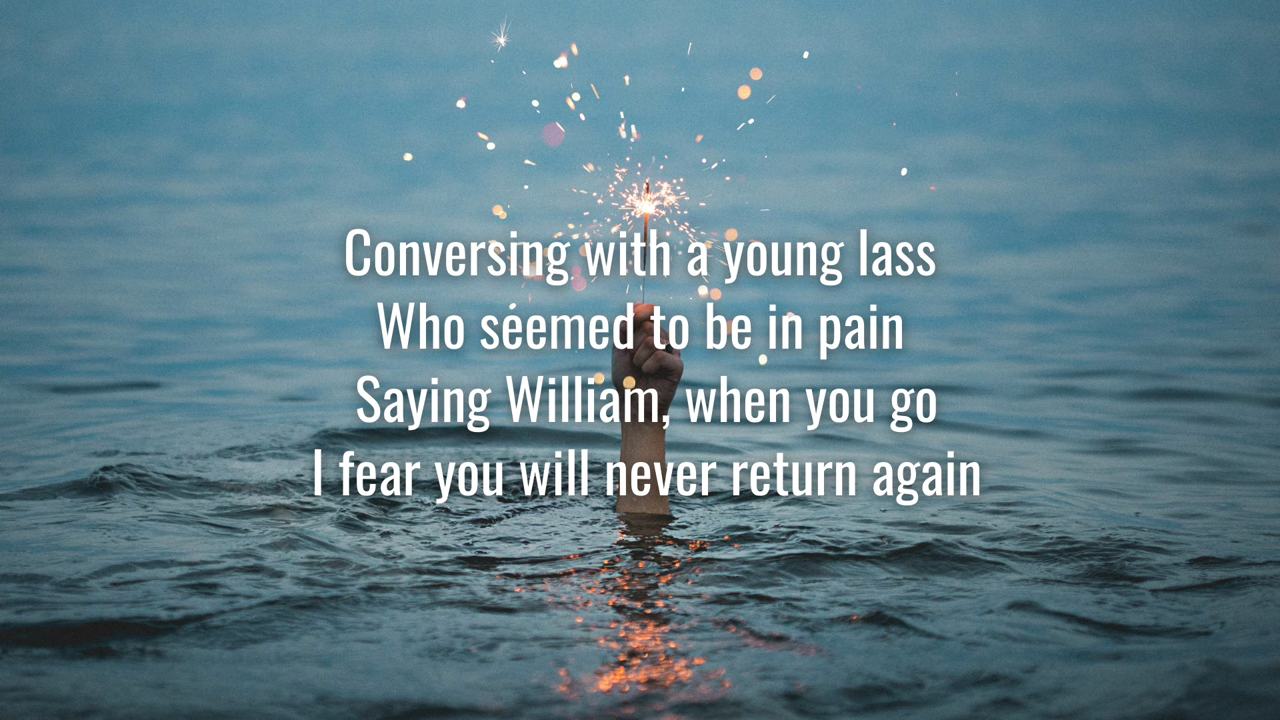 Conversing with a young lass
Who seemed to be in pain
Saying William, when you go
I fear you will never return again